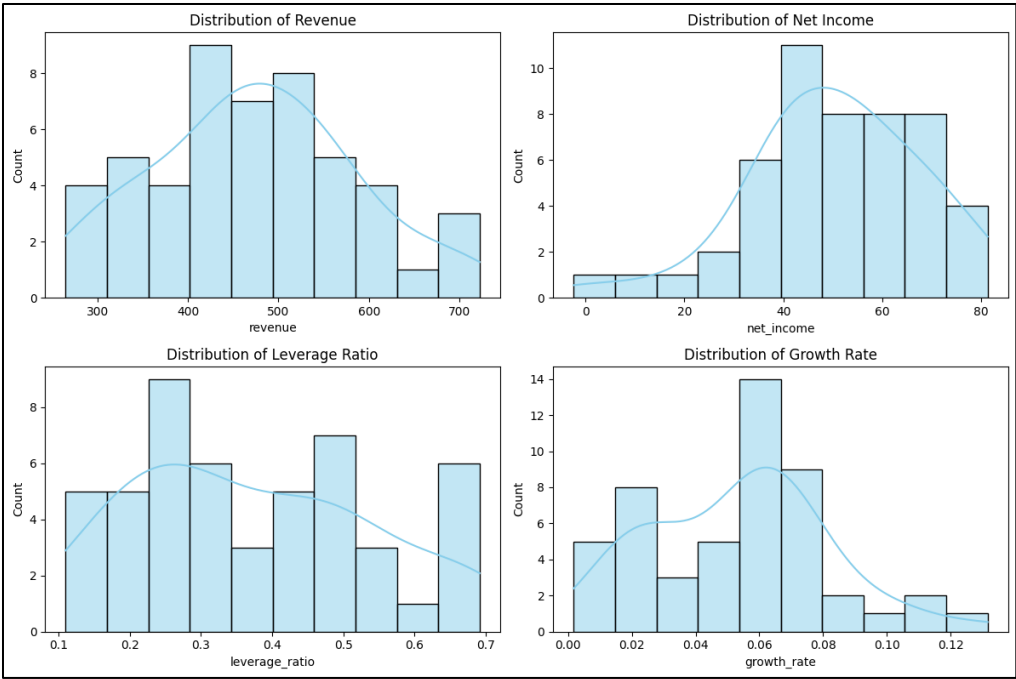 Distribution of Revenue
Count
8
6
4
2
0
300 400 500 600 700
revenue
Distribution of Net Income
Count
10
8
6
4
2
0
0 20 40 60 80
net_income
Distribution of Leverage Ratio
Count
8
6
4
2
0
0.1 0.2 0.3 0.4 0.5 0.6 0.7
leverage_ratio
Distribution of Growth Rate
Count
14
12
10
8
6
4
2
0
0.00 0.02 0.04 0.06 0.08 0.10 0.12
growth_rate